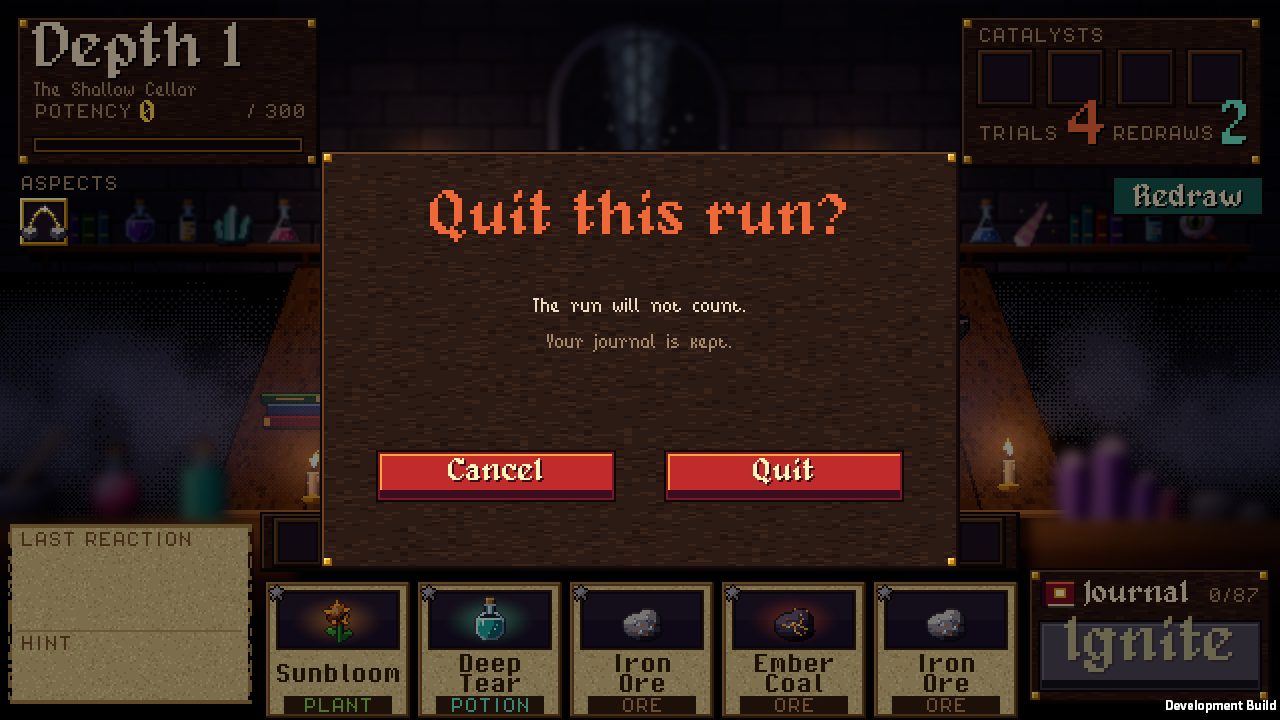 Depth 1
The Shallow Cellar
POTENCY 0 / 300
ASPECTS
CATALYSTS
TRIALS 4 REDRAWS 2
Redraw
Quit this run?
The run will not count.
Your journal is kept.
Cancel
Quit
LAST REACTION
HINT
Sunbloom
PLANT
Deep
Tear
POTION
Iron
Ore
ORE
Ember
Coal
ORE
Iron
Ore
ORE
Journal 0/87
Ignite
Development Build